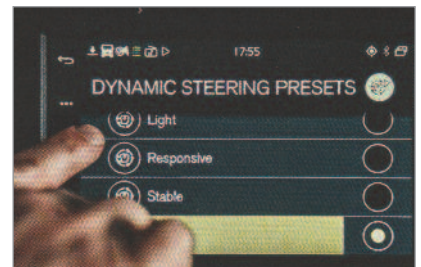 17:55
DYNAMIC STEERING PRESETS
Light
Responsive
Stable